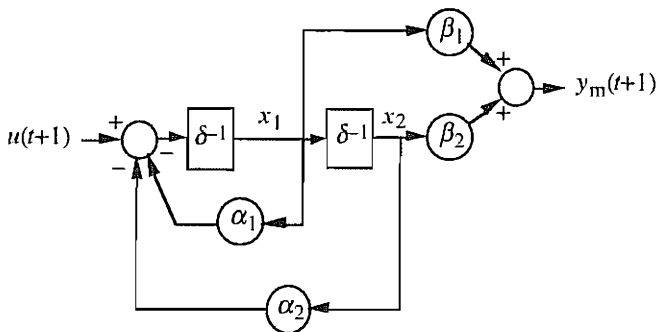 β1
+
ym(t+1)
+
u(t+1)
+
−
−
δ-1
x1
δ-1
x2
β2
α1
α2